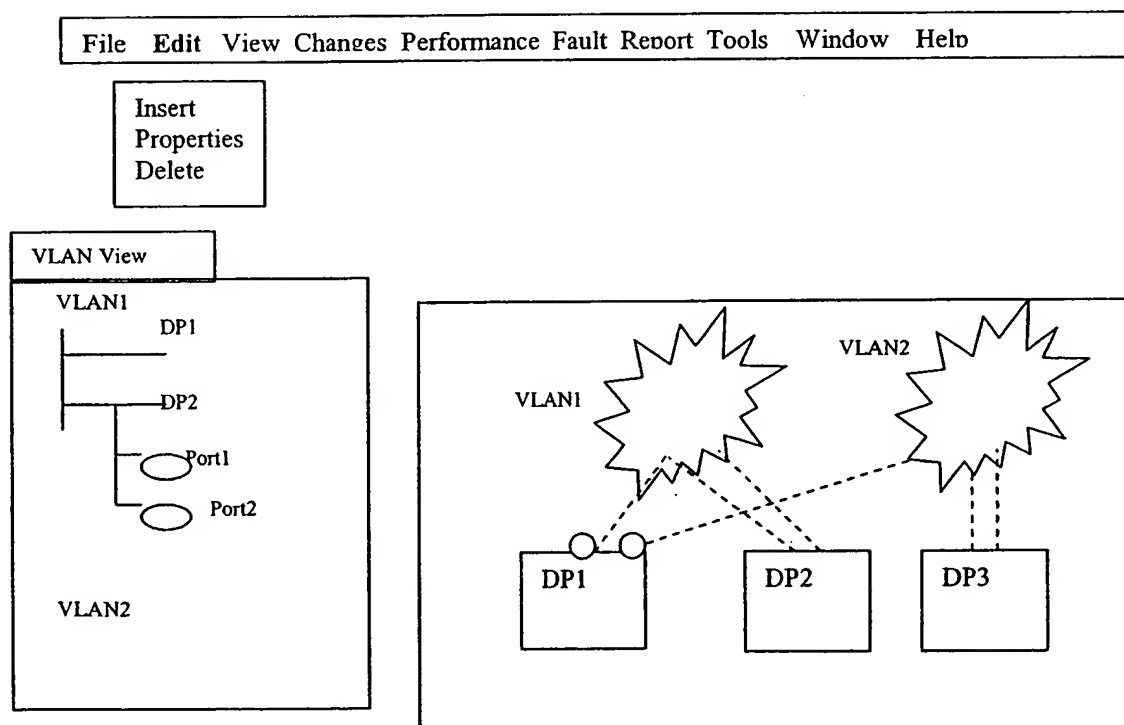 File Edit View Changes Performance Fault Report Tools Window Help
Insert
Properties
Delete
VLAN View
VLAN1
DP1
DP2
Port1
Port2
VLAN2
VLAN1
VLAN2
DP1
DP2
DP3